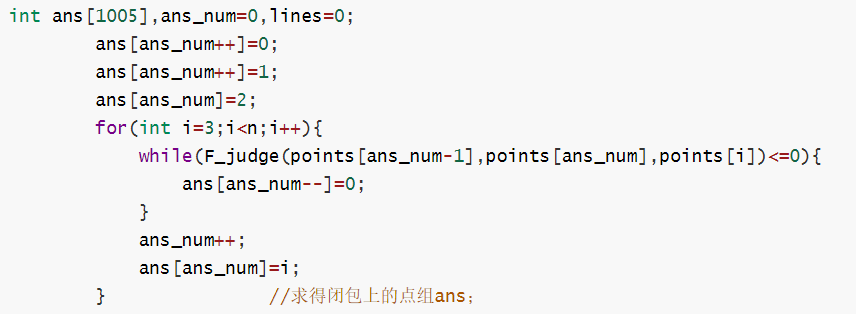 int ans[1005],ans_num=0,lines=0;
ans[ans_num++]=0;
ans[ans_num++]=1;
ans[ans_num]=2;
for(int i=3;i<n;i++){
while(F_judge(points[ans_num-1],points[ans_num],points[i])<=0){
ans[ans_num--]=0;
}
ans_num++;
ans[ans_num]=i;
} //求得闭包上的点组ans;